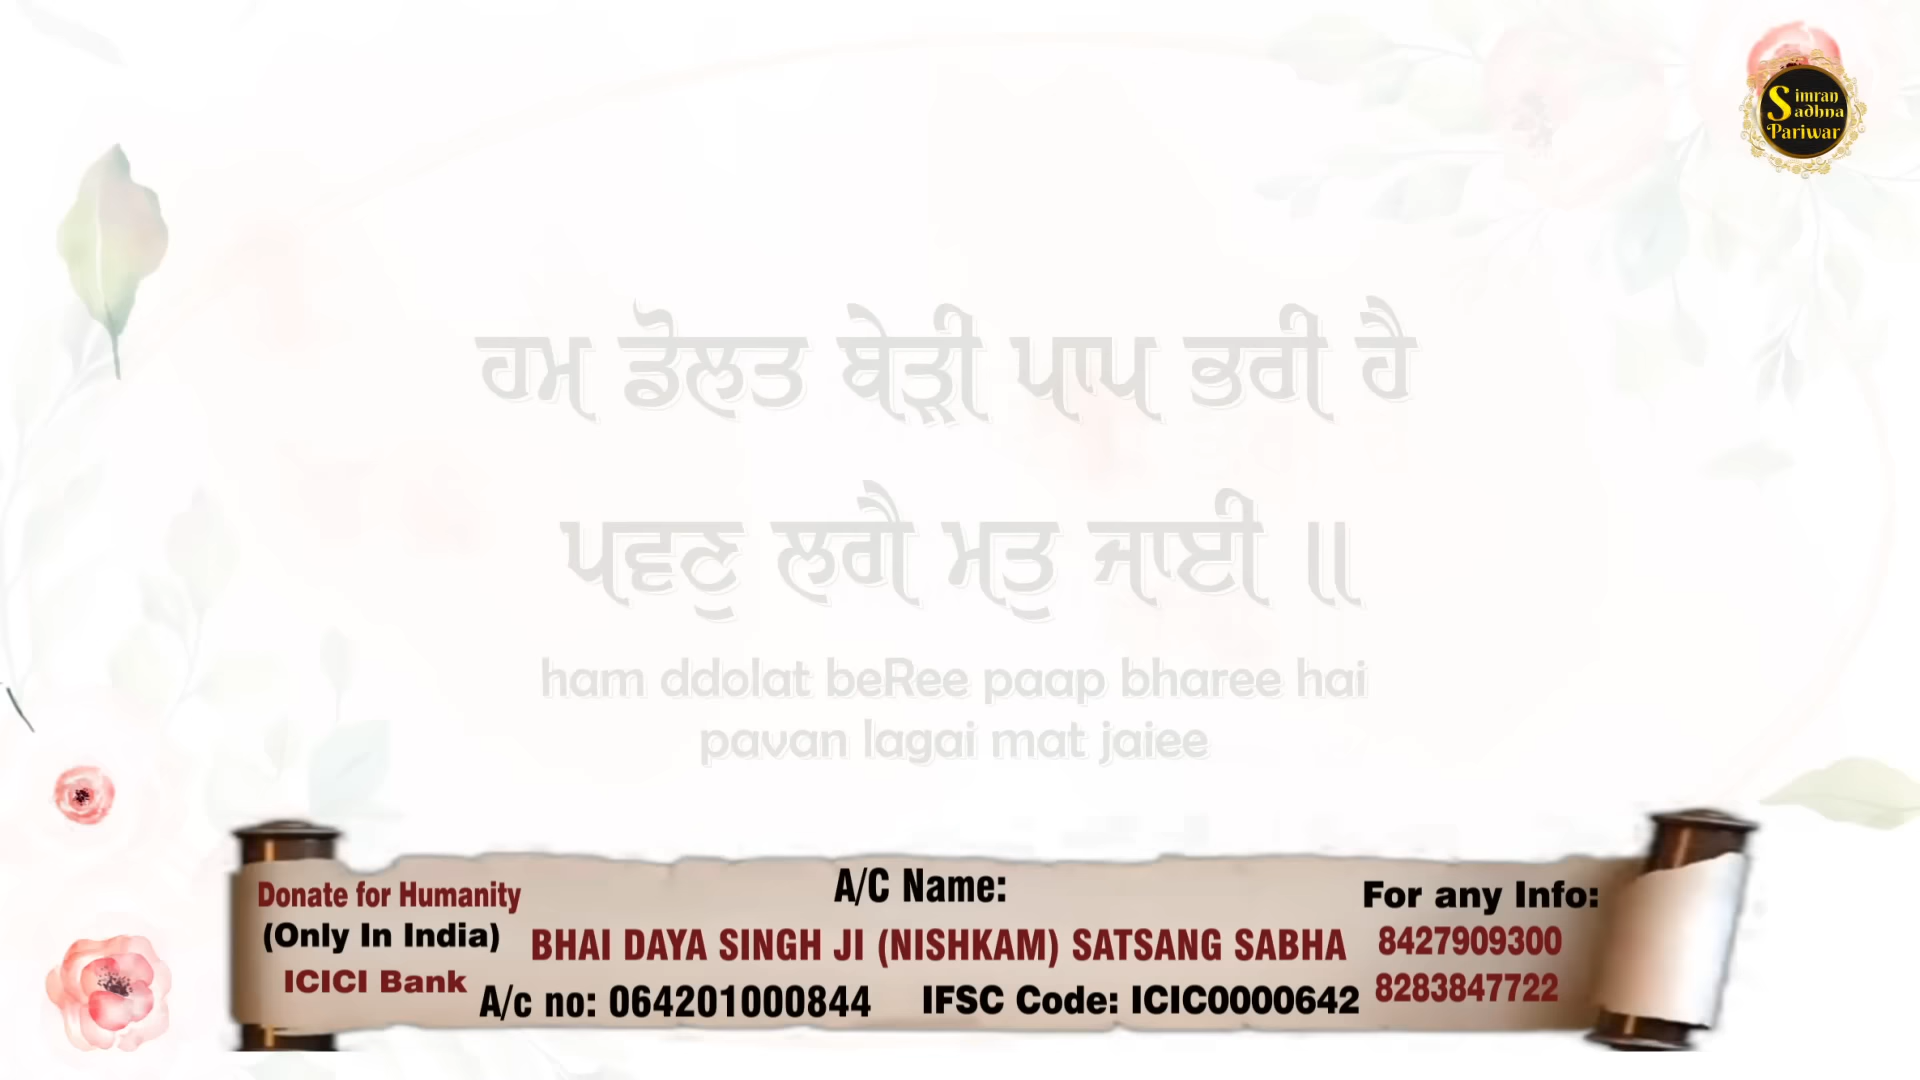 Simran
Sadhna
Pariwar
ਹਮ ਡੋਲਤ ਬੇੜੀ ਪਾਪ ਭਰੀ ਹੈ
ਪਵਣੁ ਲਗੈ ਮਤੁ ਜਾਈ ॥
ham ddolat beRee paap bharee hai
pavan lagai mat jaiee
Donate for Humanity
(Only In India)
ICICI Bank
A/C Name:
BHAI DAYA SINGH JI (NISHKAM) SATSANG SABHA
A/c no: 064201000844 IFSC Code: ICIC0000642
For any Info:
8427909300
8283847722